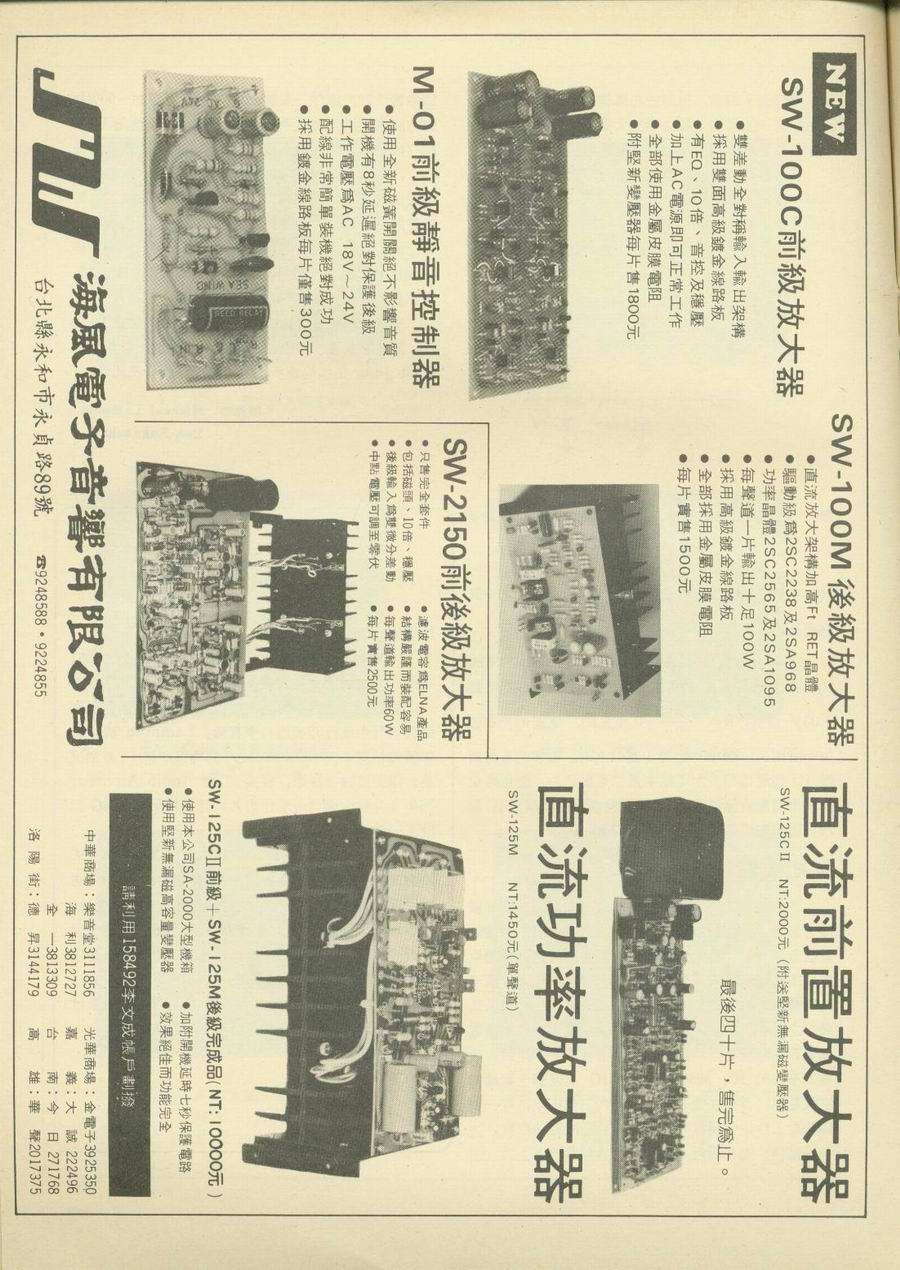 NEW
SW-100C前級放大器
•雙差動全對稱輸入輸出架構
•採用雙面高級鍍金線路板
•有EQ、10倍、音控及穩壓
•加上AC電源即可正常工作
•全部使用金屬皮膜電阻
•附堅新變壓器每片售1800元
M-01前級靜音控制器
•使用全新磁簧開關絕不影響音質
•開機有8秒延遲絕對保護後級
•工作電壓爲AC 18V～24V
•配線非常簡單裝機絕對成功
•採用鍍金線路板每片僅售300元
SEA WING
REED RELAY
SW-100M 後級放大器
•直流放大架構加高Ft RET晶體
•驅動級爲2SC2238及2SA968
功率晶體2SC2565及2SA1095
•每聲道一片輸出十足100W
•採用高級鍍金線路板
•全部採用金屬皮膜電阻
•每片實售1500元
SW-2150前後級放大器
•只售完全套件
•包括磁頭、10倍、穩壓
•後級輸入爲雙微分差動
•中點電壓可調至零伏
•濾波電容爲ELNA產品
•結構嚴謹而裝配容易
•每聲道輸出功率60W
•每片實售2500元
直流前置放大器
SW-125CII NT:2000元（附送堅新無漏磁變壓器）
最後四十片，售完爲止。
直流功率放大器
SW-125M NT:1450元（單聲道）
SW-125CII前級＋SW-125M後級完成品（NT:10000元）
•使用本公司SA-2000大型機箱
•使用堅新無漏磁高容量變壓器
•加附開機延時七秒保護電路
•效果絕佳而功能完全
請利用158492李文成帳戶劃撥
海風電子音響有限公司
台北縣永和市永貞路89號 ☎9248588・9224855
中華商場：樂音堂3111856 光華商場：金電子3925350
海 利3812727 嘉 義：大 誠 222496
全 一3813309 台 南：今 日 271768
洛陽街：德 昇3144179 高 雄：華 聲2017375